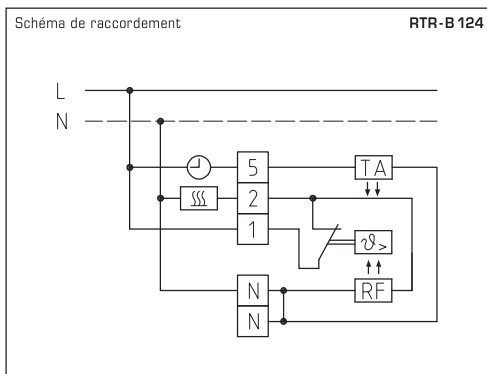 Schéma de raccordement RTR-B 124
L
N
5 TA
2
1
ϑ>
N RF
N